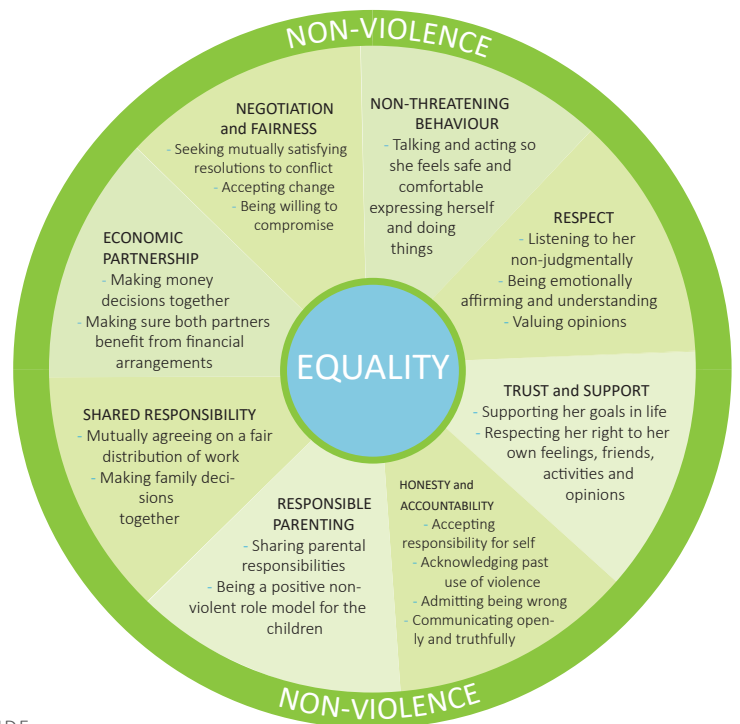 NON-VIOLENCE
NEGOTIATION
and FAIRNESS
- Seeking mutually satisfying
resolutions to conflict
- Accepting change
- Being willing to
compromise
NON-THREATENING
BEHAVIOUR
- Talking and acting so
she feels safe and
comfortable
expressing herself
and doing
things
RESPECT
- Listening to her
non-judgmentally
- Being emotionally
affirming and understanding
- Valuing opinions
ECONOMIC
PARTNERSHIP
- Making money
decisions together
- Making sure both partners
benefit from financial
arrangements
EQUALITY
TRUST and SUPPORT
- Supporting her goals in life
- Respecting her right to her
own feelings, friends,
activities and
opinions
SHARED RESPONSIBILITY
- Mutually agreeing on a fair
distribution of work
- Making family deci-
sions
together
RESPONSIBLE
PARENTING
- Sharing parental
responsibilities
- Being a positive non-
violent role model for the
children
HONESTY and
ACCOUNTABILITY
- Accepting
responsibility for self
- Acknowledging past
use of violence
- Admitting being wrong
- Communicating open-
ly and truthfully
NON-VIOLENCE